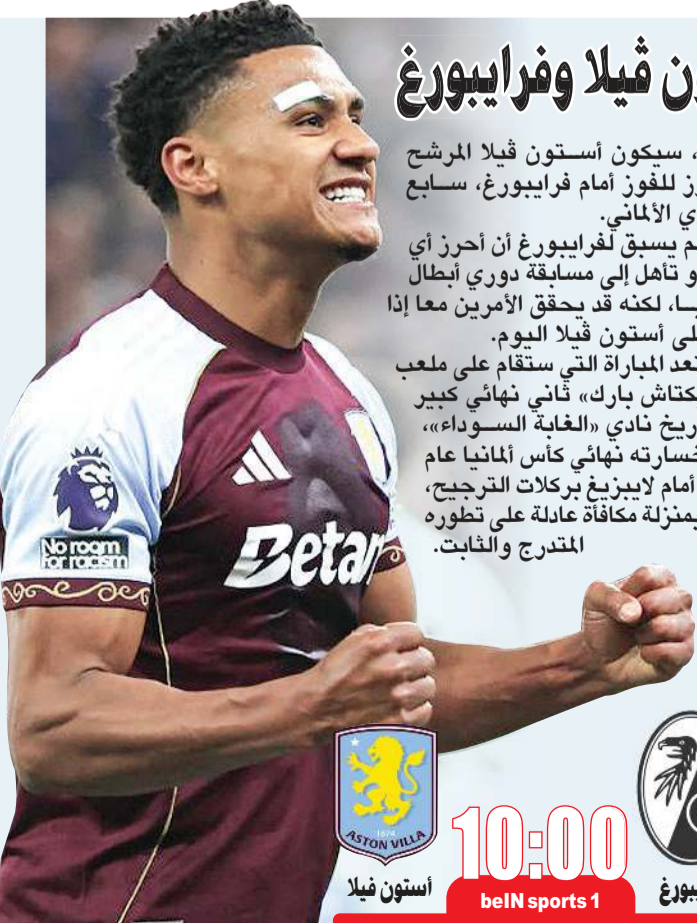 ن ڤيلا وفرايبورغ
، سيكون أستون ڤيلا المرشح
ز للفوز أمام فرايبورغ، سابع
ي الألماني.
م يسبق لفرايبورغ أن أحرز أي
و تأهل إلى مسابقة دوري أبطال
لكنه قد يحقق الأمرين معا إذا
لى أستون ڤيلا اليوم.
تعد المباراة التي ستقام على ملعب
كتاش بارك» ثاني نهائي كبير
ريخ نادي «الغابة السوداء»،
خسارته نهائي كأس ألمانيا عام
أمام لايبزيغ بركلات الترجيح،
بمنزلة مكافأة عادلة على تطوره
المتدرج والثابت.
No room
For racism
Betan
1874
ASTON VILLA
10:00
أستون فيلا
beIN sports 1
يبورغ